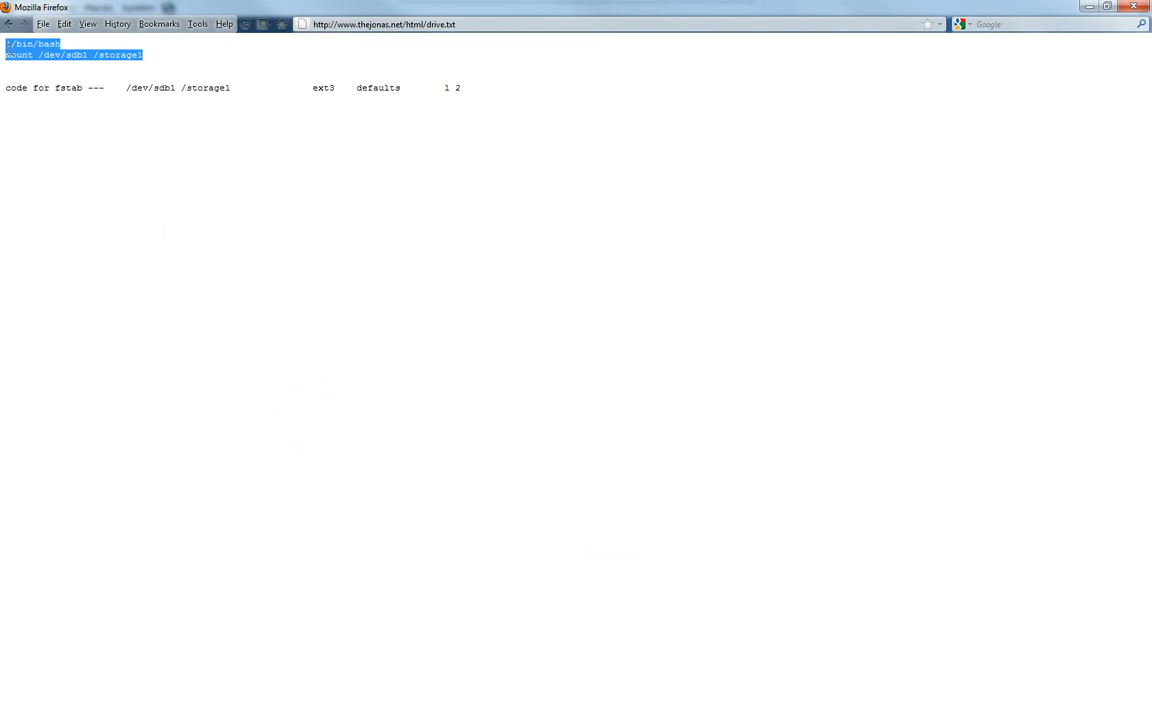 Mozilla Firefox
File Edit View History Bookmarks Tools Help http://www.thejonas.net/html/drive.txt Google
!/bin/bash
mount /dev/sdb1 /storage1
code for fstab --- /dev/sdb1 /storage1 ext3 defaults 1 2